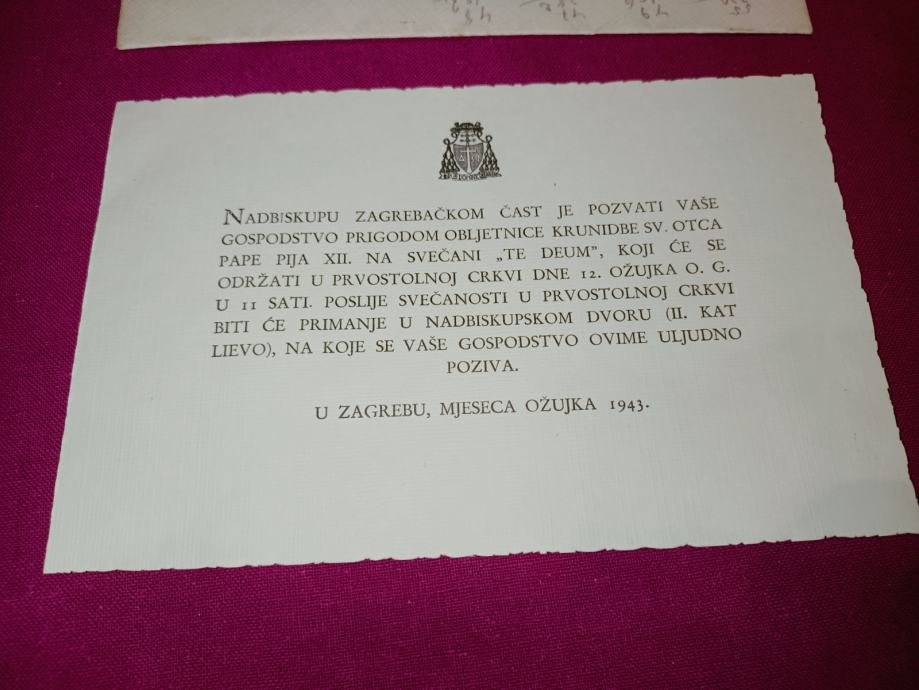 NADBISKUPU ZAGREBAČKOM ČAST JE POZVATI VAŠE
GOSPODSTVO PRIGODOM OBLJETNICE KRUNIDBE SV. OTCA
PAPE PIJA XII. NA SVEČANI „TE DEUM”, KOJI ĆE SE
ODRŽATI U PRVOSTOLNOJ CRKVI DNE 12. OŽUJKA O. G.
U 11 SATI. POSLIJE SVEČANOSTI U PRVOSTOLNOJ CRKVI
BITI ĆE PRIMANJE U NADBISKUPSKOM DVORU (II. KAT
LIEVO), NA KOJE SE VAŠE GOSPODSTVO OVIME ULJUDNO
POZIVA.
U ZAGREBU, MJESECA OŽUJKA 1943.